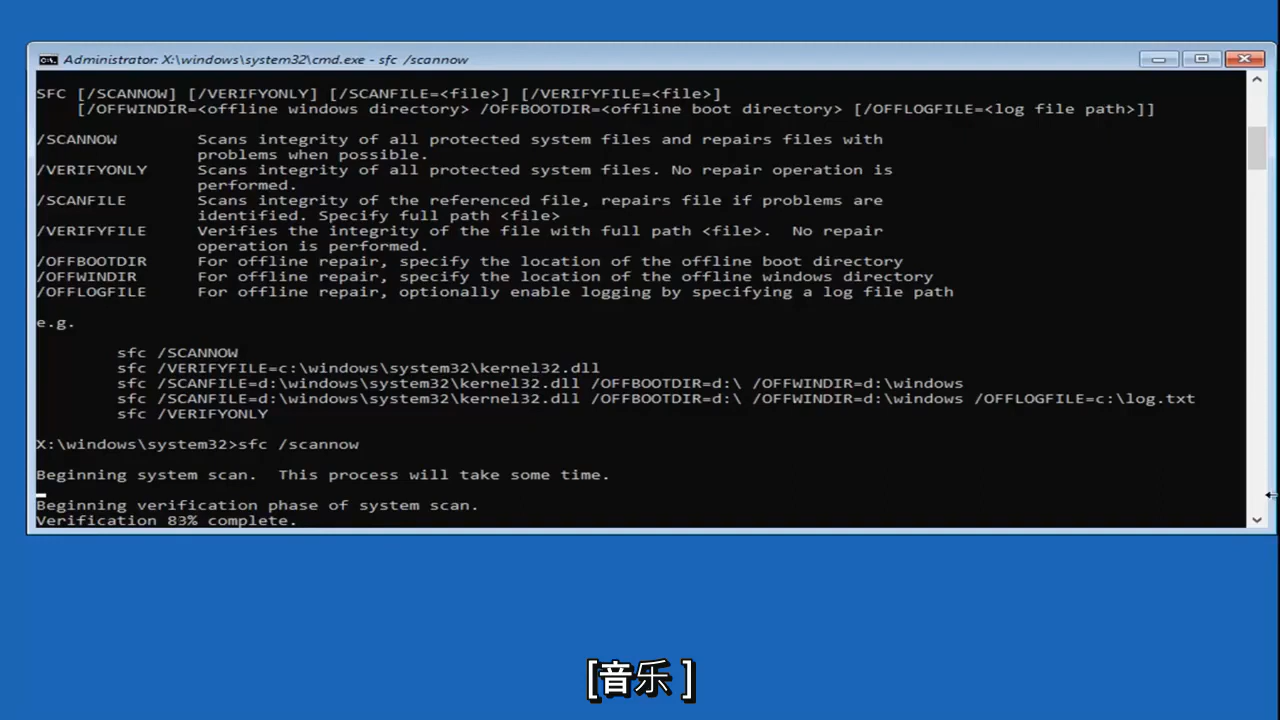 Administrator: X:\windows\system32\cmd.exe - sfc /scannow
SFC [/SCANNOW] [/VERIFYONLY] [/SCANFILE=<file>] [/VERIFYFILE=<file>]
[/OFFWINDIR=<offline windows directory> /OFFBOOTDIR=<offline boot directory> [/OFFLOGFILE=<log file path>]]
/SCANNOW Scans integrity of all protected system files and repairs files with
problems when possible.
/VERIFYONLY Scans integrity of all protected system files. No repair operation is
performed.
/SCANFILE Scans integrity of the referenced file, repairs file if problems are
identified. Specify full path <file>
/VERIFYFILE Verifies the integrity of the file with full path <file>. No repair
operation is performed.
/OFFBOOTDIR For offline repair, specify the location of the offline boot directory
/OFFWINDIR For offline repair, specify the location of the offline windows directory
/OFFLOGFILE For offline repair, optionally enable logging by specifying a log file path
e.g.
sfc /SCANNOW
sfc /VERIFYFILE=c:\windows\system32\kernel32.dll
sfc /SCANFILE=d:\windows\system32\kernel32.dll /OFFBOOTDIR=d:\ /OFFWINDIR=d:\windows
sfc /SCANFILE=d:\windows\system32\kernel32.dll /OFFBOOTDIR=d:\ /OFFWINDIR=d:\windows /OFFLOGFILE=c:\log.txt
sfc /VERIFYONLY
X:\windows\system32>sfc /scannow
Beginning system scan. This process will take some time.
Beginning verification phase of system scan.
Verification 83% complete.
[音乐 ]